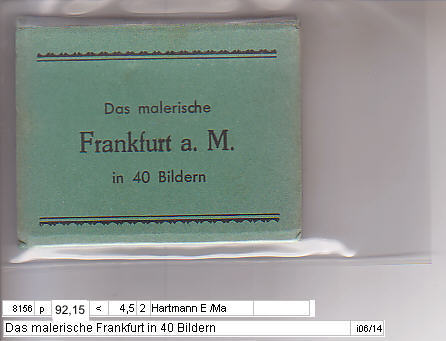 Das malerische
Frankfurt a. M.
in 40 Bildern
8156 p 92,15 < 4,5 2 Hartmann E /Ma
Das malerische Frankfurt in 40 Bildern i06/14